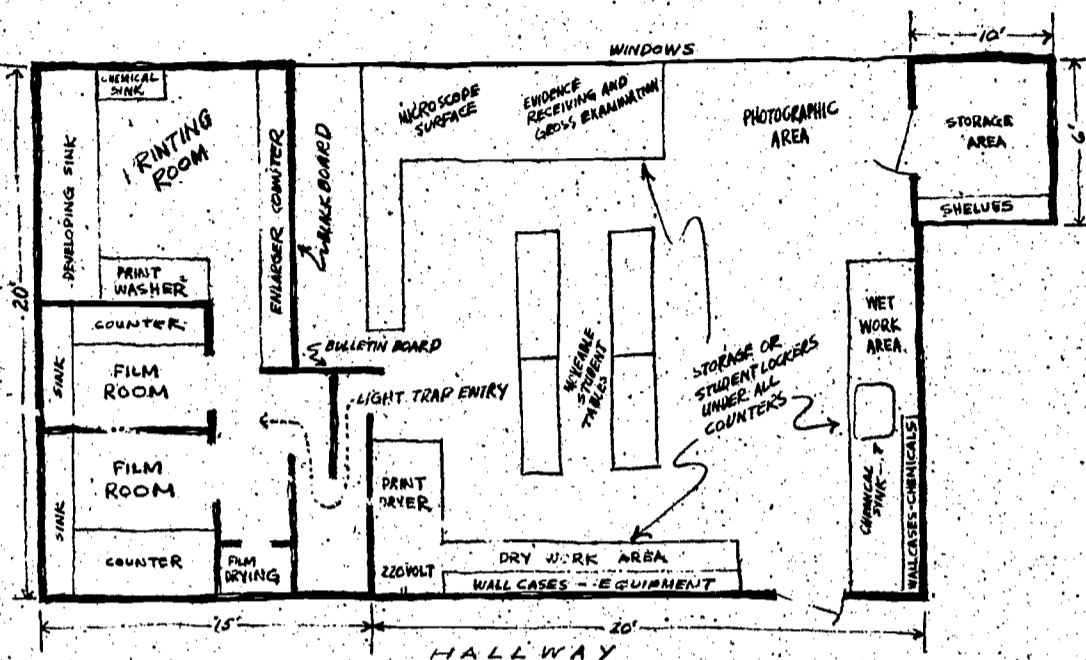 10'
WINDOWS
CHEMICAL
SINK
RINTING
ROOM
DEVELOPING SINK
ENLARGER COUNTER
BLACKBOARD
MICROSCOPE
SURFACE
EVIDENCE
RECEIVING AND
GROSS EXAMINATION
PHOTOGRAPHIC
AREA
STORAGE
AREA
6'
SHELVES
PRINT
WASHER
20'
COUNTER
SINK
FILM
ROOM
BULLETIN BOARD
LIGHT TRAP ENTRY
MOVEABLE
STUDENT
TABLES
STORAGE OR
STUDENT LOCKERS
UNDER ALL
COUNTERS
WET
WORK
AREA
CHEMICAL
SINK
WALLCASES-CHEMICALS
FILM
ROOM
SINK
COUNTER
FILM
DRYING
PRINT
DRYER
220 VOLT
DRY WORK AREA
WALL CASES - EQUIPMENT
15'
20'
HALLWAY